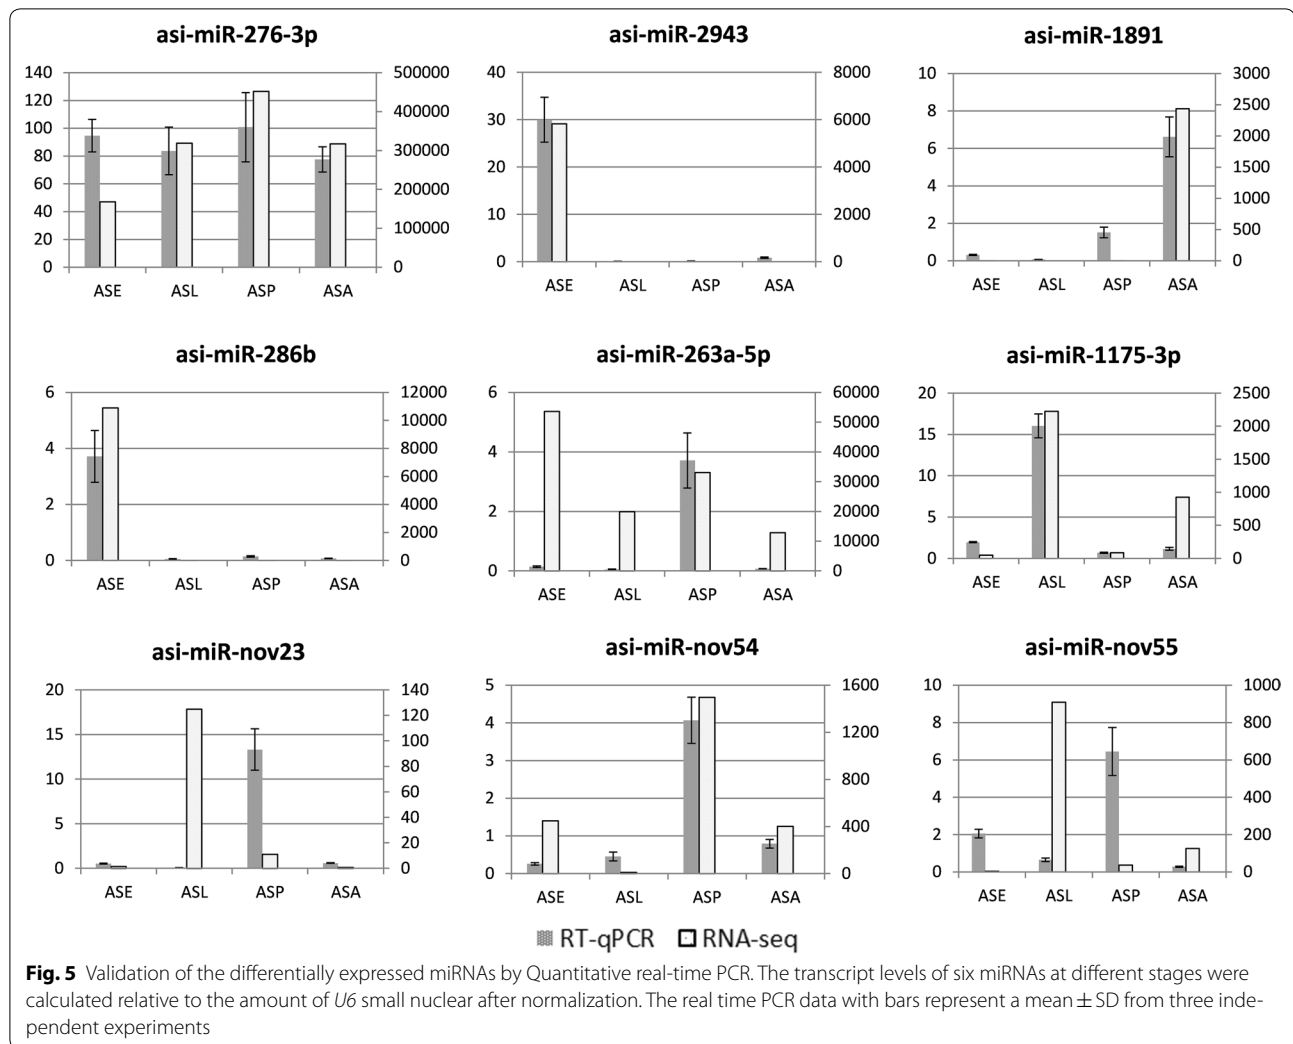 asi-miR-276-3p
140 120 100 80 60 40 20 0
500000 400000 300000 200000 100000 0
ASE ASL ASP ASA
asi-miR-2943
40 30 20 10 0
8000 6000 4000 2000 0
ASE ASL ASP ASA
asi-miR-1891
10 8 6 4 2 0
3000 2500 2000 1500 1000 500 0
ASE ASL ASP ASA
asi-miR-286b
6 4 2 0
12000 10000 8000 6000 4000 2000 0
ASE ASL ASP ASA
asi-miR-263a-5p
6 4 2 0
60000 50000 40000 30000 20000 10000 0
ASE ASL ASP ASA
asi-miR-1175-3p
20 15 10 5 0
2500 2000 1500 1000 500 0
ASE ASL ASP ASA
asi-miR-nov23
20 15 10 5 0
140 120 100 80 60 40 20 0
ASE ASL ASP ASA
asi-miR-nov54
5 4 3 2 1 0
1600 1200 800 400 0
ASE ASL ASP ASA
asi-miR-nov55
10 8 6 4 2 0
1000 800 600 400 200 0
ASE ASL ASP ASA
RT-qPCR RNA-seq
Fig. 5 Validation of the differentially expressed miRNAs by Quantitative real-time PCR. The transcript levels of six miRNAs at different stages were
calculated relative to the amount of U6 small nuclear after normalization. The real time PCR data with bars represent a mean ± SD from three inde-
pendent experiments